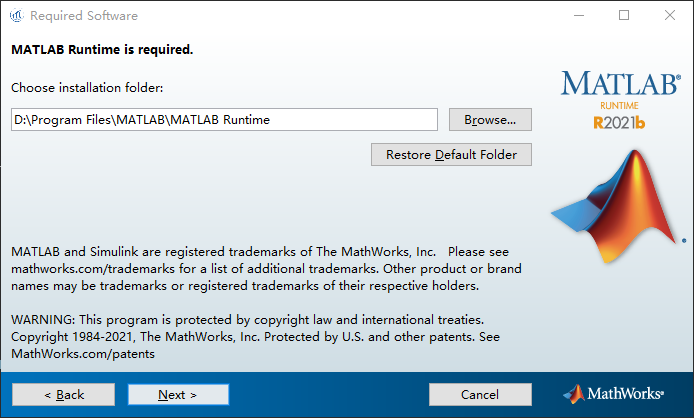 Required Software
MATLAB Runtime is required.
Choose installation folder:
D:\Program Files\MATLAB\MATLAB Runtime
Browse...
Restore Default Folder
MATLAB®
RUNTIME
R2021b
®
MATLAB and Simulink are registered trademarks of The MathWorks, Inc.   Please see
mathworks.com/trademarks for a list of additional trademarks. Other product or brand
names may be trademarks or registered trademarks of their respective holders.
WARNING: This program is protected by copyright law and international treaties.
Copyright 1984-2021, The MathWorks, Inc. Protected by U.S. and other patents. See
MathWorks.com/patents
< Back
Next >
Cancel
MathWorks®